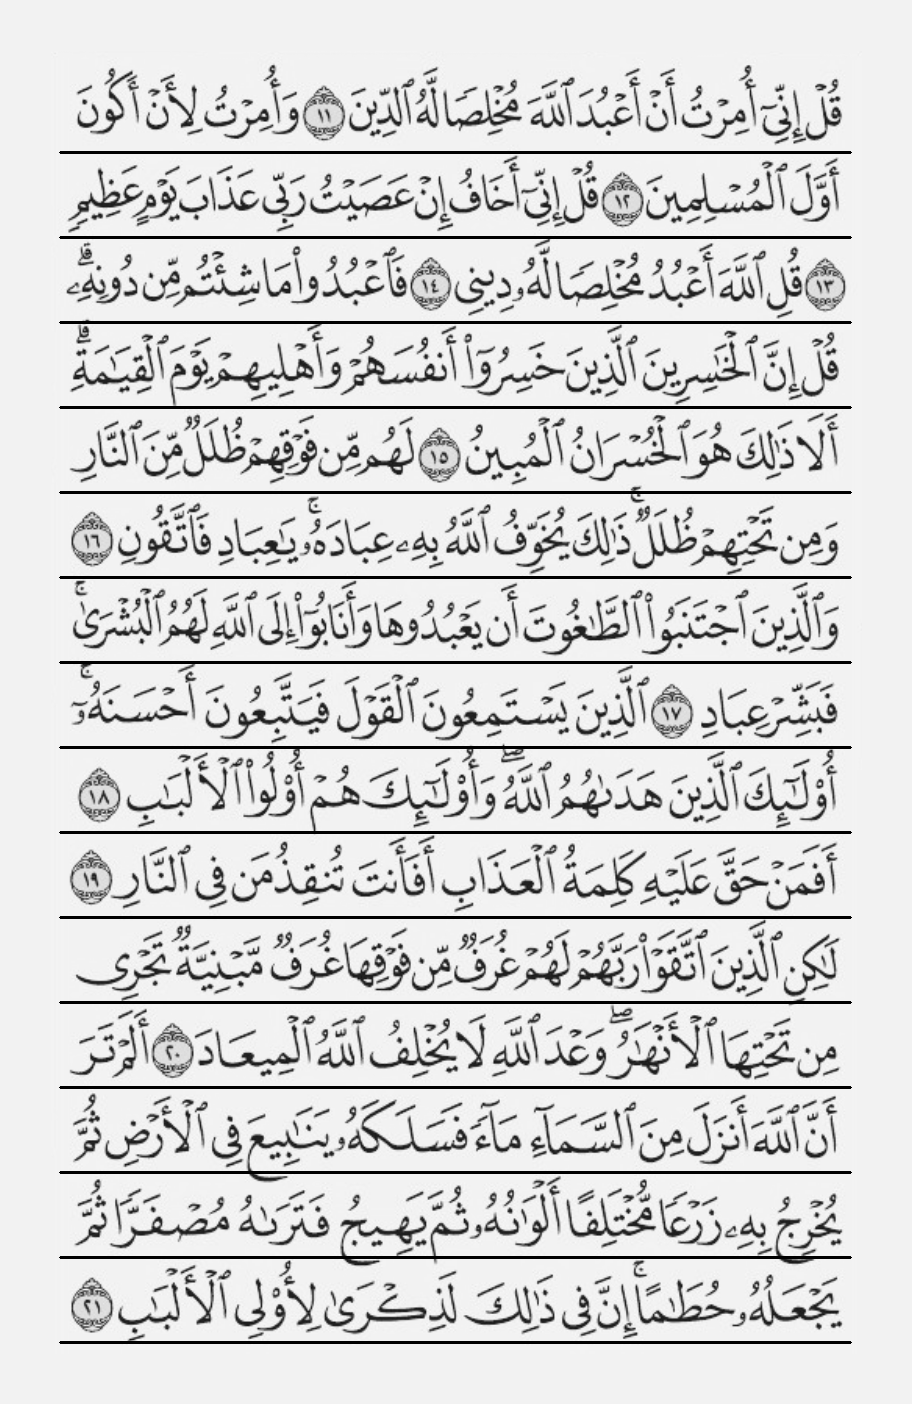 قُلْ إِنِّىٓ أُمِرْتُ أَنْ أَعْبُدَ ٱللَّهَ مُخْلِصًا لَّهُ ٱلدِّينَ ١١ وَأُمِرْتُ لِأَنْ أَكُونَ
أَوَّلَ ٱلْمُسْلِمِينَ ١٢ قُلْ إِنِّىٓ أَخَافُ إِنْ عَصَيْتُ رَبِّى عَذَابَ يَوْمٍ عَظِيمٍ
١٣ قُلِ ٱللَّهَ أَعْبُدُ مُخْلِصًا لَّهُۥ دِينِى ١٤ فَٱعْبُدُوا۟ مَا شِئْتُم مِّن دُونِهِۦ ۗ
قُلْ إِنَّ ٱلْخَـٰسِرِينَ ٱلَّذِينَ خَسِرُوٓا۟ أَنفُسَهُمْ وَأَهْلِيهِمْ يَوْمَ ٱلْقِيَـٰمَةِ ۗ
أَلَا ذَٰلِكَ هُوَ ٱلْخُسْرَانُ ٱلْمُبِينُ ١٥ لَهُم مِّن فَوْقِهِمْ ظُلَلٌ مِّنَ ٱلنَّارِ
وَمِن تَحْتِهِمْ ظُلَلٌ ۚ ذَٰلِكَ يُخَوِّفُ ٱللَّهُ بِهِۦ عِبَادَهُۥ ۚ يَـٰعِبَادِ فَٱتَّقُونِ ١٦
وَٱلَّذِينَ ٱجْتَنَبُوا۟ ٱلطَّـٰغُوتَ أَن يَعْبُدُوهَا وَأَنَابُوٓا۟ إِلَى ٱللَّهِ لَهُمُ ٱلْبُشْرَىٰ ۚ
فَبَشِّرْ عِبَادِ ١٧ ٱلَّذِينَ يَسْتَمِعُونَ ٱلْقَوْلَ فَيَتَّبِعُونَ أَحْسَنَهُۥٓ ۚ
أُو۟لَـٰٓئِكَ ٱلَّذِينَ هَدَىٰهُمُ ٱللَّهُ ۖ وَأُو۟لَـٰٓئِكَ هُمْ أُو۟لُوا۟ ٱلْأَلْبَـٰبِ ١٨
أَفَمَنْ حَقَّ عَلَيْهِ كَلِمَةُ ٱلْعَذَابِ أَفَأَنتَ تُنقِذُ مَن فِى ٱلنَّارِ ١٩
لَـٰكِنِ ٱلَّذِينَ ٱتَّقَوْا۟ رَبَّهُمْ لَهُمْ غُرَفٌ مِّن فَوْقِهَا غُرَفٌ مَّبْنِيَّةٌ تَجْرِى
مِن تَحْتِهَا ٱلْأَنْهَـٰرُ ۖ وَعْدَ ٱللَّهِ لَا يُخْلِفُ ٱللَّهُ ٱلْمِيعَادَ ٢٠ أَلَمْ تَرَ
أَنَّ ٱللَّهَ أَنزَلَ مِنَ ٱلسَّمَآءِ مَآءً فَسَلَكَهُۥ يَنَـٰبِيعَ فِى ٱلْأَرْضِ ثُمَّ
يُخْرِجُ بِهِۦ زَرْعًا مُّخْتَلِفًا أَلْوَٰنُهُۥ ثُمَّ يَهِيجُ فَتَرَىٰهُ مُصْفَرًّا ثُمَّ
يَجْعَلُهُۥ حُطَـٰمًا ۚ إِنَّ فِى ذَٰلِكَ لَذِكْرَىٰ لِأُو۟لِى ٱلْأَلْبَـٰبِ ٢١